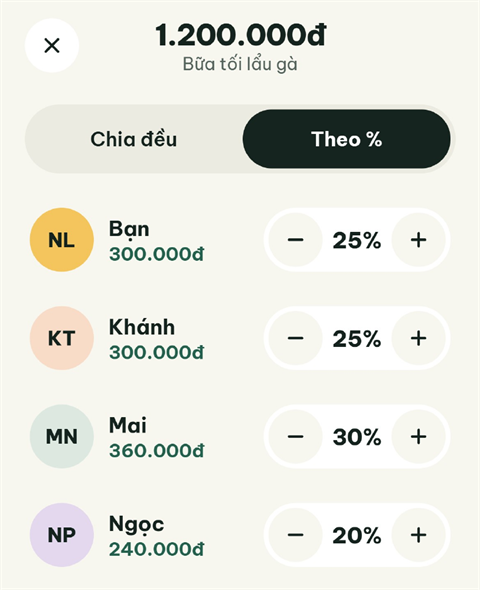 1.200.000đ
Bữa tối lẩu gà
Chia đều
Theo %
NL
Bạn
300.000đ
− 25% +
KT
Khánh
300.000đ
− 25% +
MN
Mai
360.000đ
− 30% +
NP
Ngọc
240.000đ
− 20% +